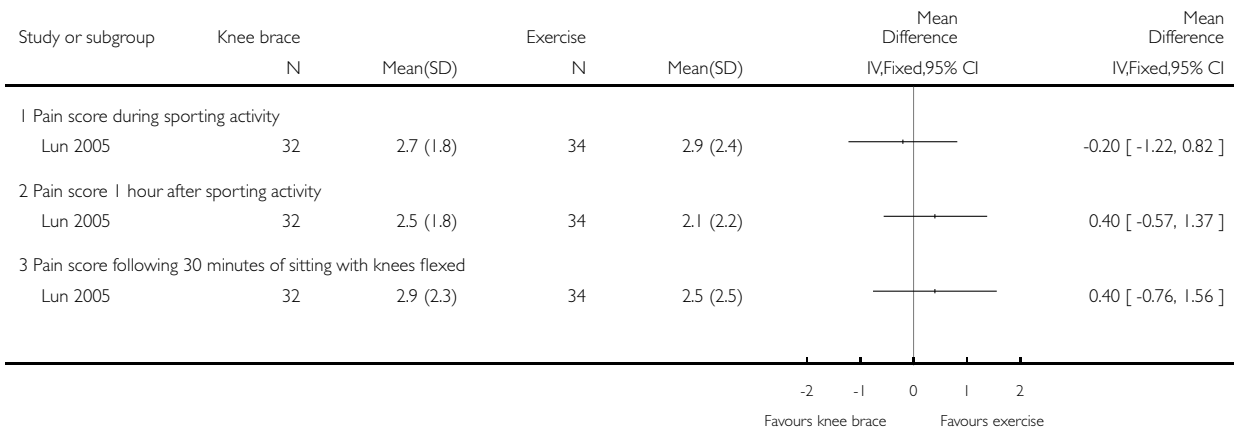 Study or subgroup Knee brace Exercise Mean Difference Mean Difference
N Mean(SD) N Mean(SD) IV,Fixed,95% CI IV,Fixed,95% CI
1 Pain score during sporting activity
Lun 2005 32 2.7 (1.8) 34 2.9 (2.4) -0.20 [ -1.22, 0.82 ]
2 Pain score 1 hour after sporting activity
Lun 2005 32 2.5 (1.8) 34 2.1 (2.2) 0.40 [ -0.57, 1.37 ]
3 Pain score following 30 minutes of sitting with knees flexed
Lun 2005 32 2.9 (2.3) 34 2.5 (2.5) 0.40 [ -0.76, 1.56 ]
-2 -1 0 1 2
Favours knee brace Favours exercise